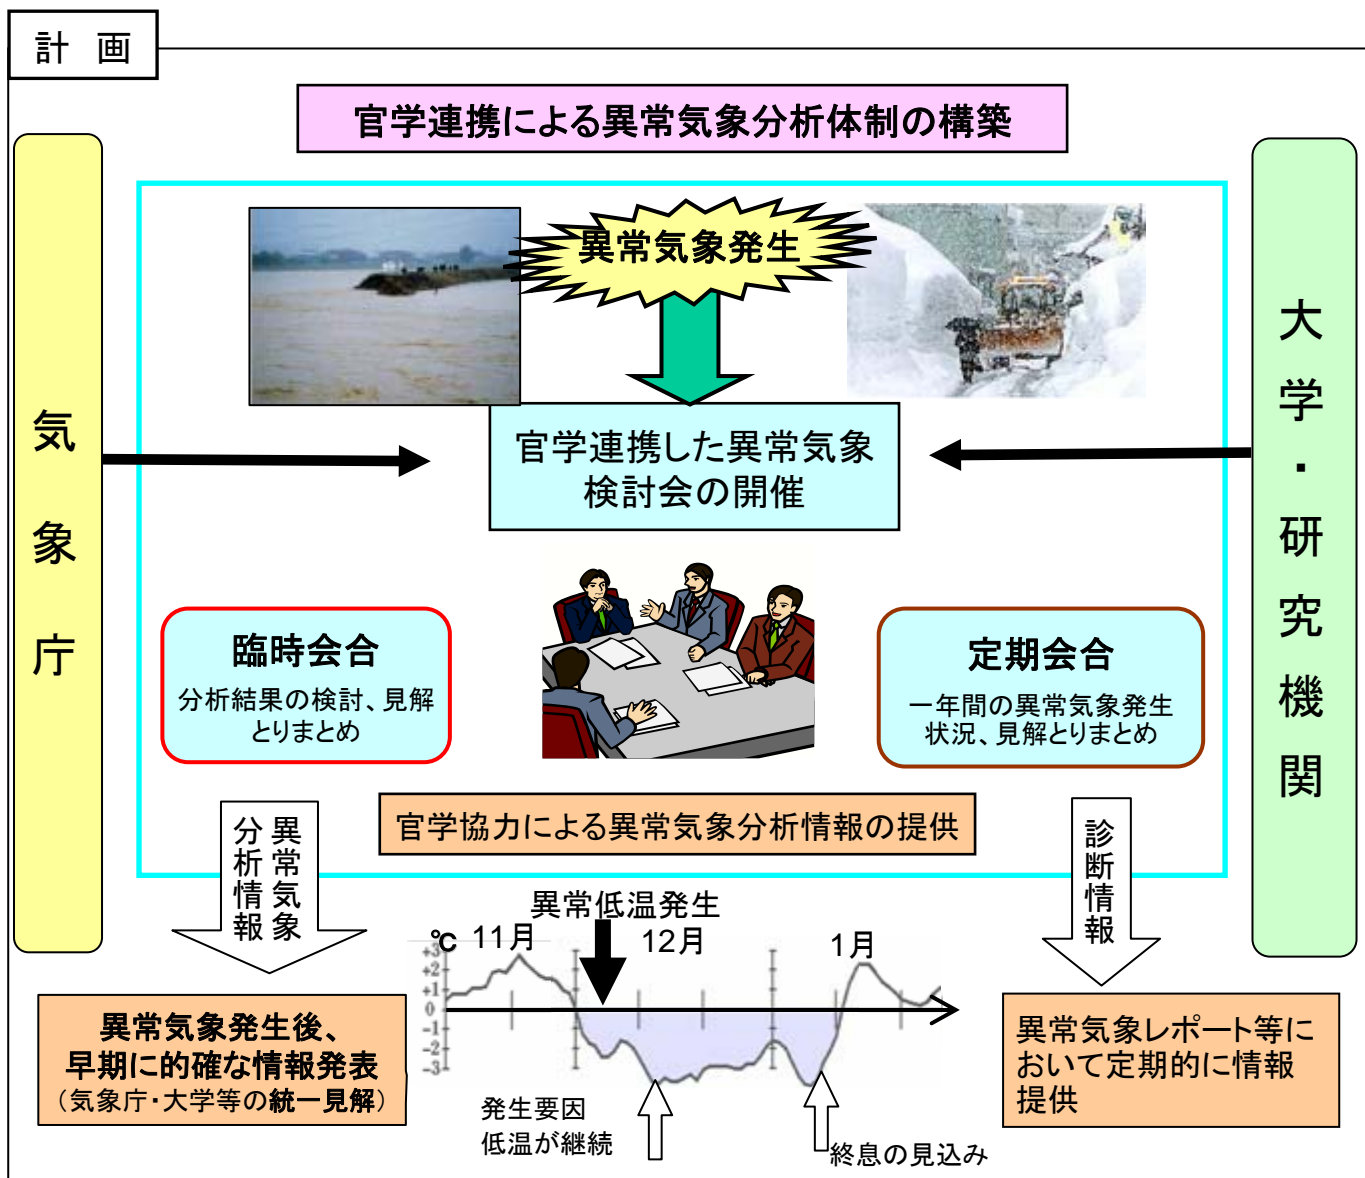 計 画
官学連携による異常気象分析体制の構築
気象庁
大学・研究機関
異常気象発生
官学連携した異常気象
検討会の開催
臨時会合
分析結果の検討、見解
とりまとめ
定期会合
一年間の異常気象発生
状況、見解とりまとめ
官学協力による異常気象分析情報の提供
異常気象
分析情報
診断情報
異常低温発生
℃
11月
12月
1月
+3
+2
+1
0
-1
-2
-3
発生要因
低温が継続
終息の見込み
異常気象発生後、
早期に的確な情報発表
（気象庁・大学等の統一見解）
異常気象レポート等に
おいて定期的に情報
提供